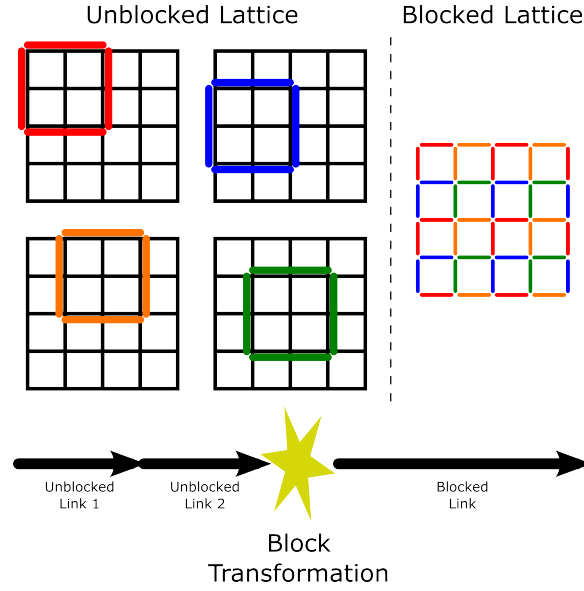 Unblocked Lattice
Blocked Lattice
Unblocked
Link 1
Unblocked
Link 2
Blocked
Link
Block
Transformation